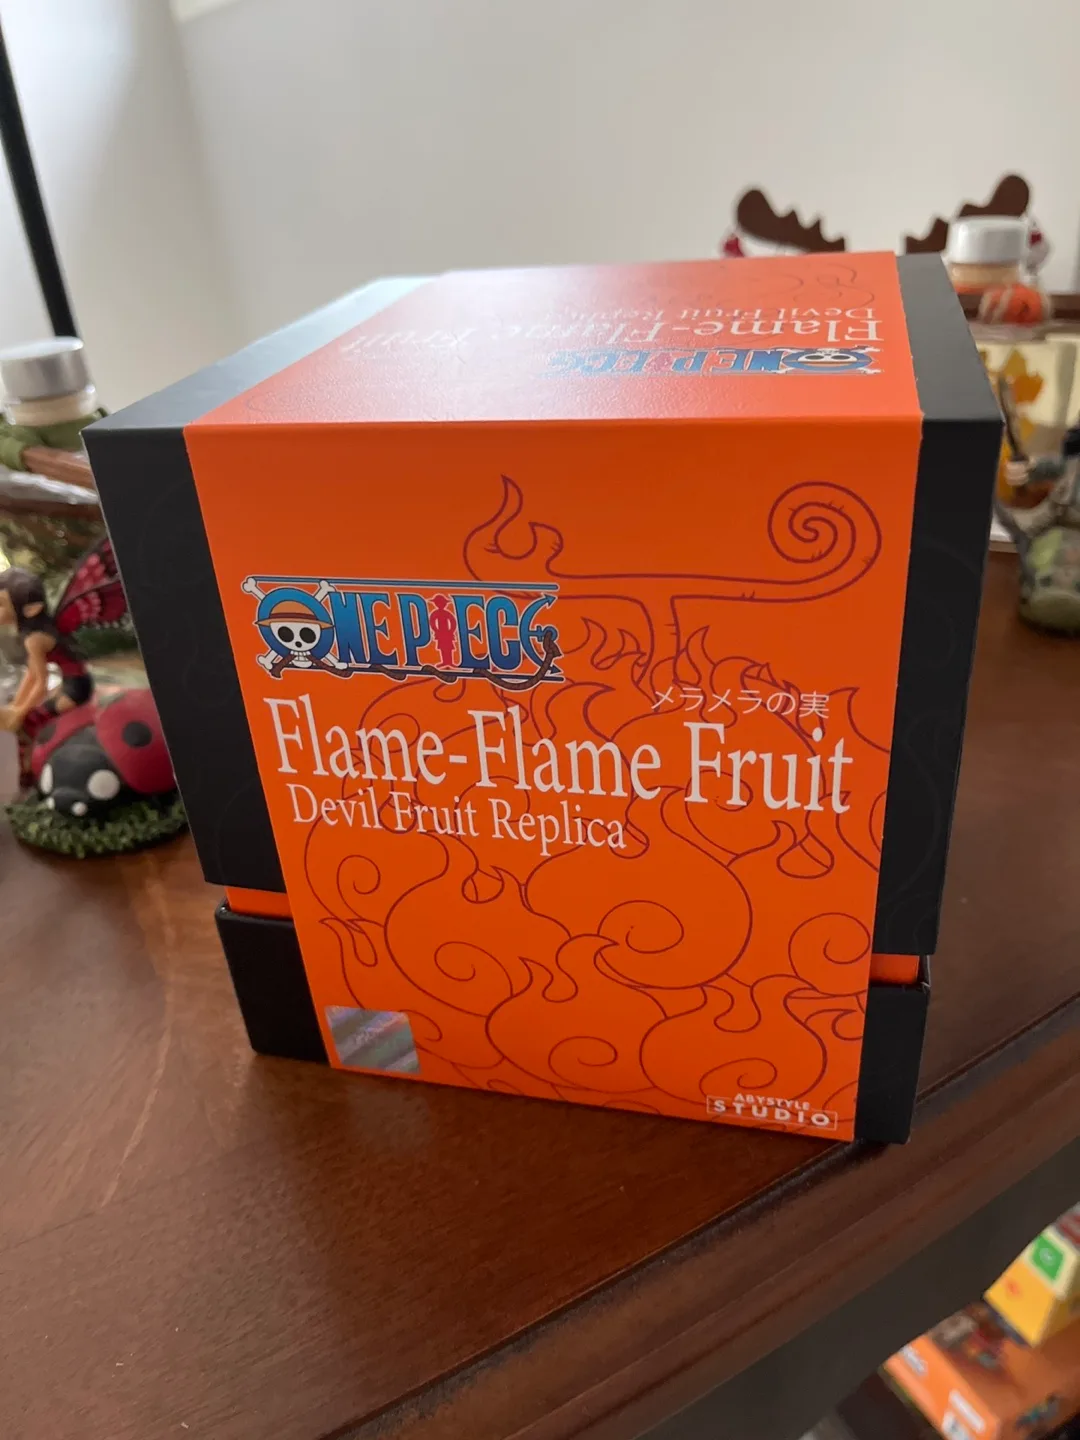 Devil Fruit Replica
Flame-Flame Fruit
ONE PIECE
ONE PIECE
メラメラの実
Flame-Flame Fruit
Devil Fruit Replica
ABYSTYLE
STUDIO